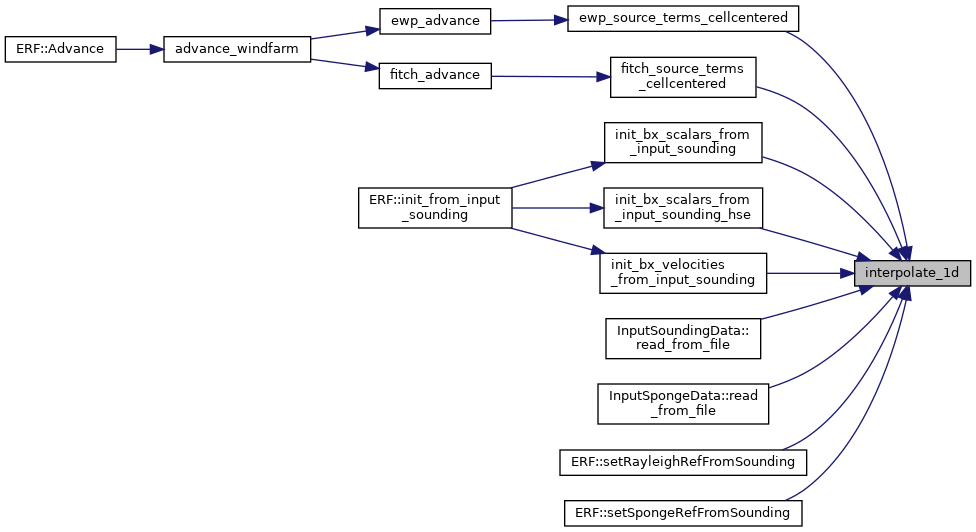 ERF::Advance
advance_windfarm
ewp_advance
fitch_advance
ewp_source_terms_cellcentered
fitch_source_terms
_cellcentered
init_bx_scalars_from
_input_sounding
ERF::init_from_input
_sounding
init_bx_scalars_from
_input_sounding_hse
init_bx_velocities
_from_input_sounding
interpolate_1d
InputSoundingData::
read_from_file
InputSpongeData::read
_from_file
ERF::setRayleighRefFromSounding
ERF::setSpongeRefFromSounding